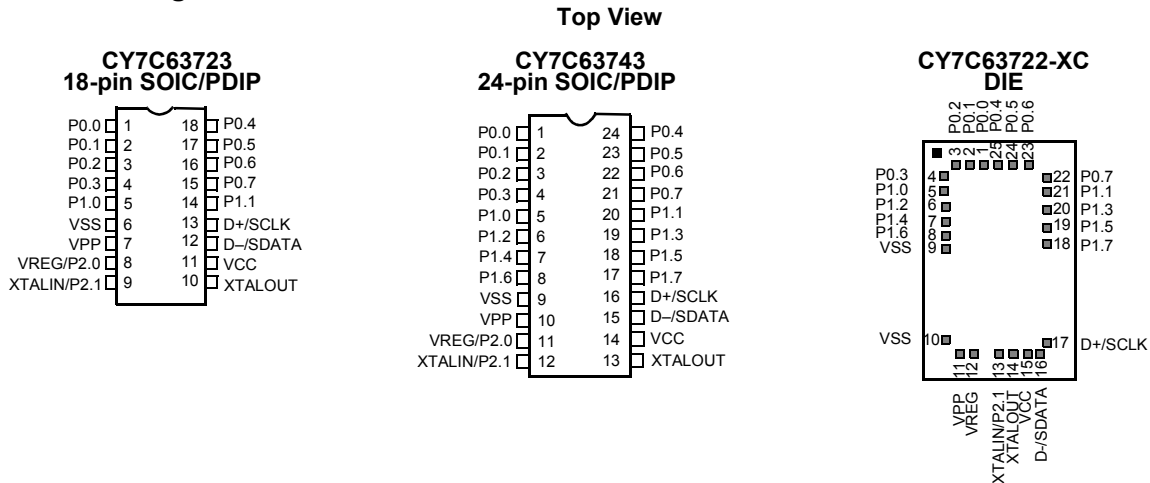 Top View
CY7C63723
18-pin SOIC/PDIP
P0.0 1 18 P0.4
P0.1 2 17 P0.5
P0.2 3 16 P0.6
P0.3 4 15 P0.7
P1.0 5 14 P1.1
VSS 6 13 D+/SCLK
VPP 7 12 D–/SDATA
VREG/P2.0 8 11 VCC
XTALIN/P2.1 9 10 XTALOUT
CY7C63743
24-pin SOIC/PDIP
P0.0 1 24 P0.4
P0.1 2 23 P0.5
P0.2 3 22 P0.6
P0.3 4 21 P0.7
P1.0 5 20 P1.1
P1.2 6 19 P1.3
P1.4 7 18 P1.5
P1.6 8 17 P1.7
VSS 9 16 D+/SCLK
VPP 10 15 D–/SDATA
VREG/P2.0 11 14 VCC
XTALIN/P2.1 12 13 XTALOUT
CY7C63722-XC
DIE
P0.2 P0.1 P0.0 P0.4 P0.5 P0.6
3 2 1 25 24 23
P0.3 4 22 P0.7
P1.0 5 21 P1.1
P1.2 6 20 P1.3
P1.4 7 19 P1.5
P1.6 8 18 P1.7
VSS 9
VSS 10 17 D+/SCLK
11 12 13 14 15 16
VPP VREG XTALIN/P2.1 XTALOUT VCC D-/SDATA